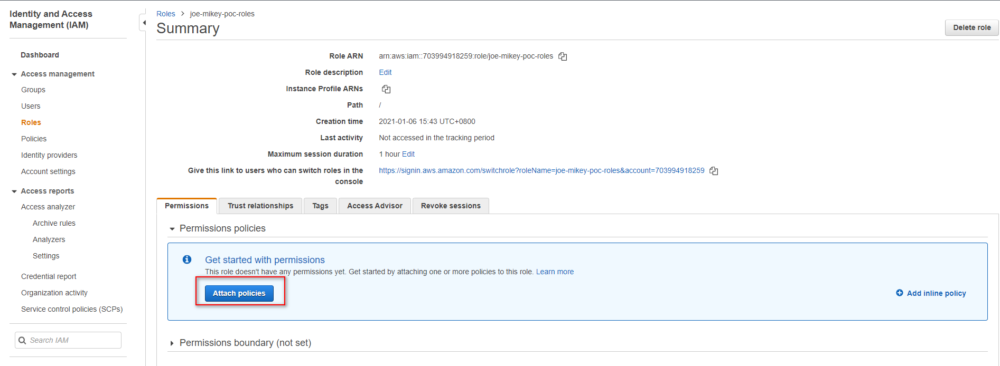 Identity and Access
Management (IAM)
Dashboard
Access management
Groups
Users
Roles
Policies
Identity providers
Account settings
Access reports
Access analyzer
Archive rules
Analyzers
Settings
Credential report
Organization activity
Service control policies (SCPs)
Search IAM
Roles > joe-mikey-poc-roles
Summary
Delete role
Role ARN arn:aws:iam::703994918259:role/joe-mikey-poc-roles
Role description Edit
Instance Profile ARNs
Path /
Creation time 2021-01-06 15:43 UTC+0800
Last activity Not accessed in the tracking period
Maximum session duration 1 hour Edit
Give this link to users who can switch roles in the https://signin.aws.amazon.com/switchrole?roleName=joe-mikey-poc-roles&account=703994918259
console
Permissions Trust relationships Tags Access Advisor Revoke sessions
Permissions policies
Get started with permissions
This role doesn't have any permissions yet. Get started by attaching one or more policies to this role. Learn more
Attach policies Add inline policy
Permissions boundary (not set)